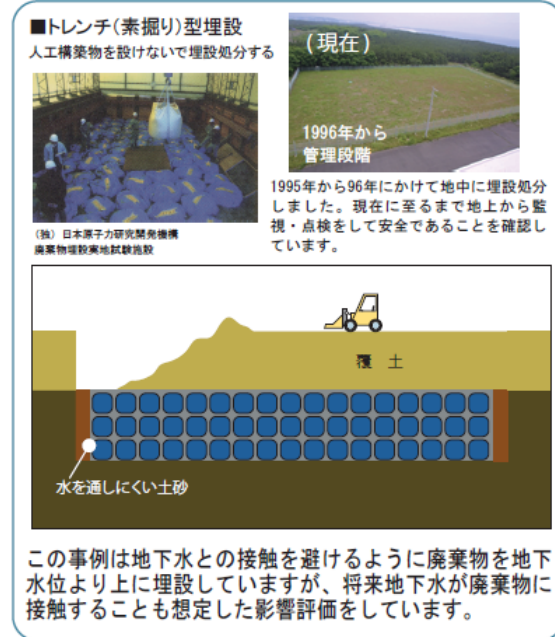 ■トレンチ(素掘り)型埋設
人工構築物を設けないで埋設処分する
(現在)
1996年から
管理段階
(独)日本原子力研究開発機構
廃棄物埋設実地試験施設
1995年から96年にかけて地中に埋設処分
しました。現在に至るまで地上から監
視・点検をして安全であることを確認し
ています。
覆 土
水を通しにくい土砂
この事例は地下水との接触を避けるように廃棄物を地下
水位より上に埋設していますが、将来地下水が廃棄物に
接触することも想定した影響評価をしています。